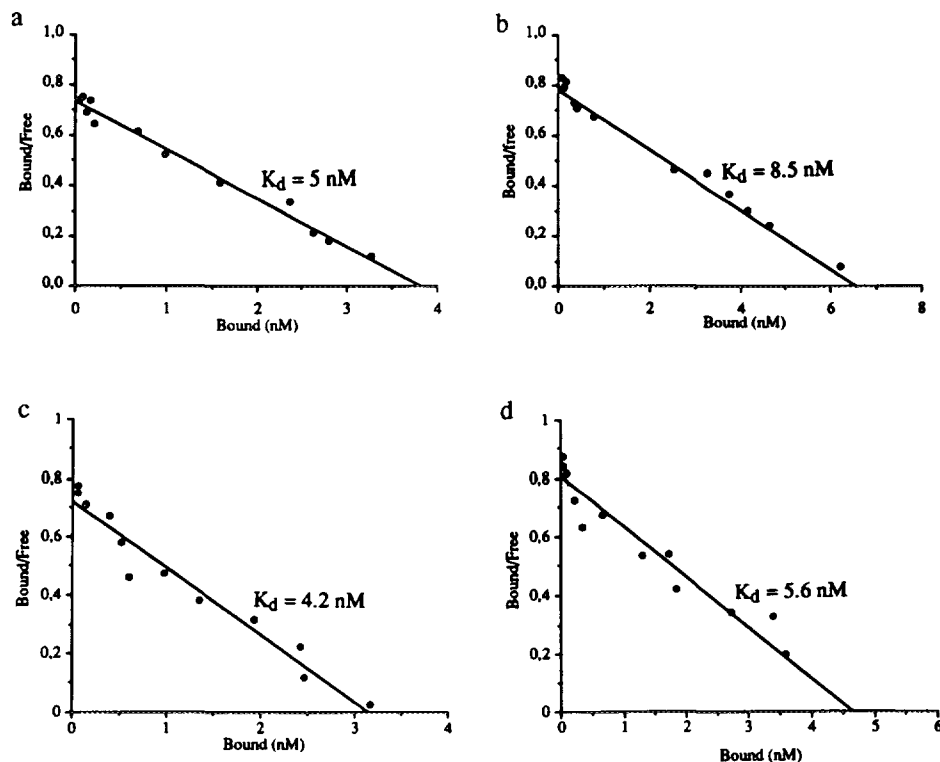 a
1,0
0,8
0,6
0,4
0,2
0,0
Bound/Free
K_d = 5 nM
0 1 2 3 4
Bound (nM)
b
1,0
0,8
0,6
0,4
0,2
0,0
Bound/free
K_d = 8.5 nM
0 2 4 6 8
Bound (nM)
c
1
0,8
0,6
0,4
0,2
0
Bound/Free
K_d = 4.2 nM
0 1 2 3 4
Bound (nM)
d
1
0,8
0,6
0,4
0,2
0
Bound/Free
K_d = 5.6 nM
0 1 2 3 4 5 6
Bound (nM)